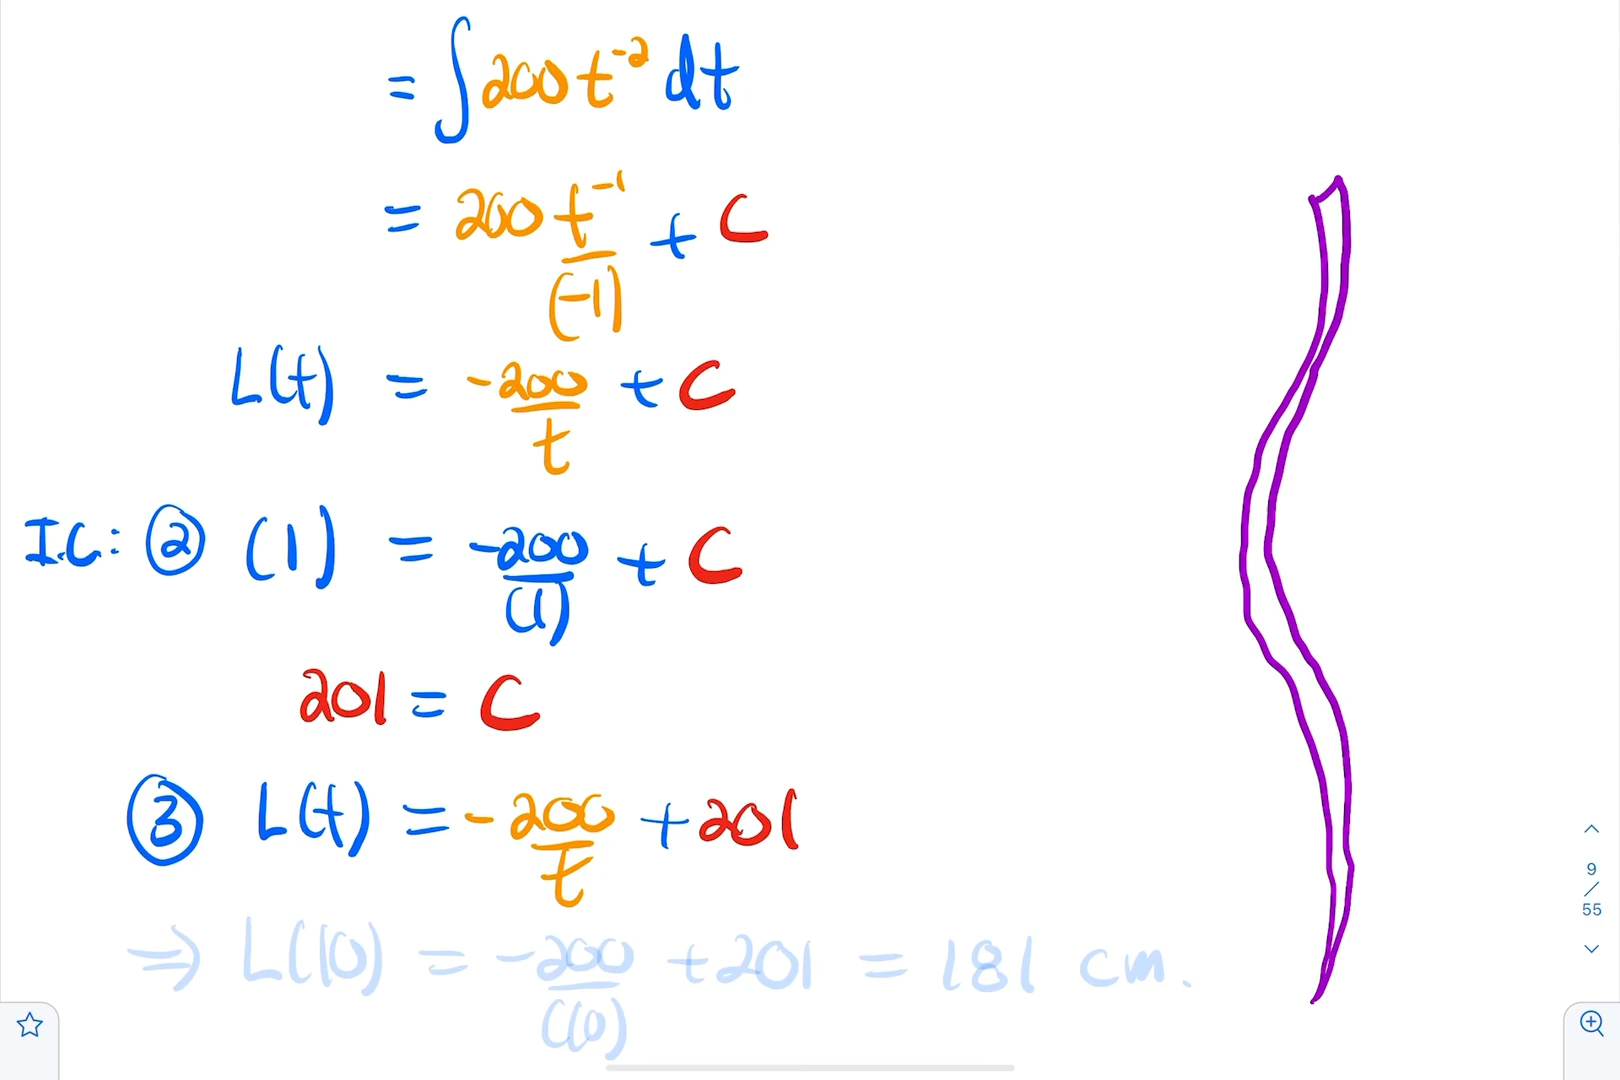 = ∫ 200 t⁻² dt
= 200 t⁻¹/(-1) + C
L(t) = -200/t + C
I.C.: ② (1) = -200/(1) + C
201 = C
③ L(t) = -200/t + 201
⇒ L(10) = -200/(10) + 201 = 181 cm.
9
/
55